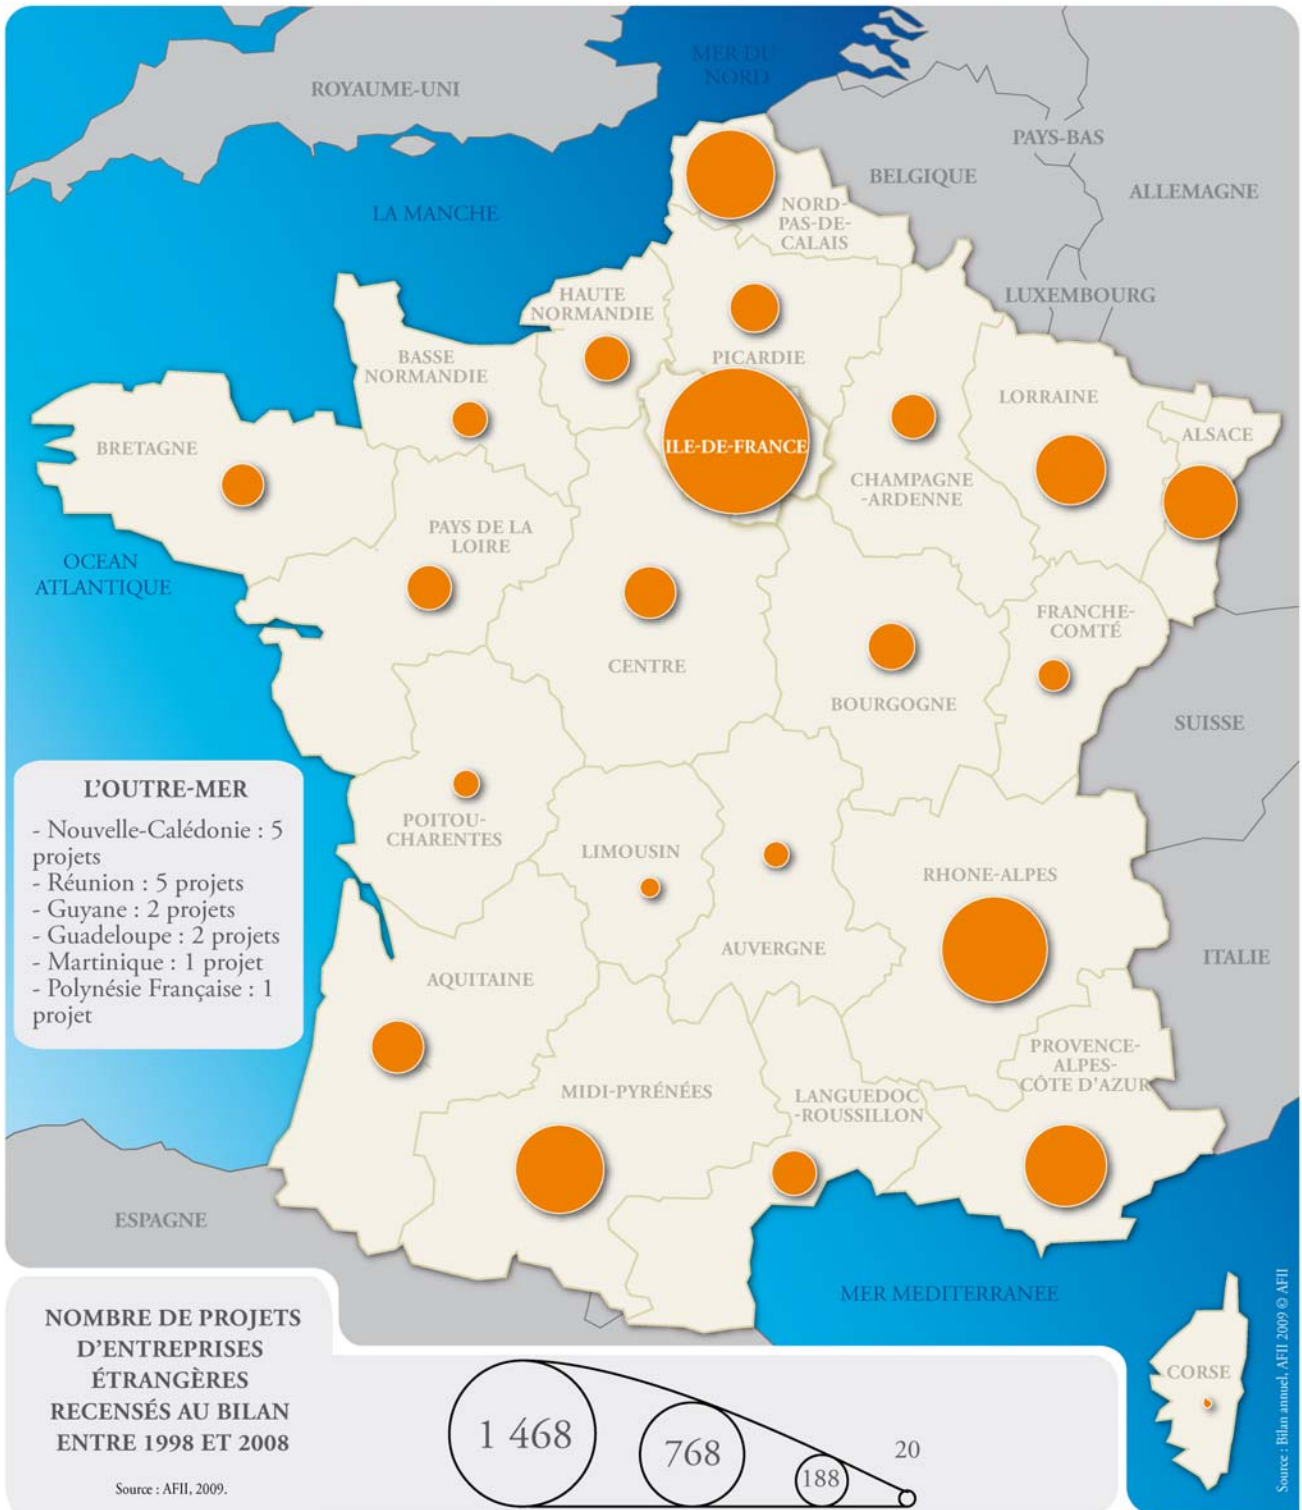 MER DU
NORD
ROYAUME-UNI
PAYS-BAS
BELGIQUE
ALLEMAGNE
LA MANCHE
NORD-
PAS-DE-
CALAIS
LUXEMBOURG
HAUTE
NORMANDIE
BASSE
NORMANDIE
PICARDIE
LORRAINE
ALSACE
BRETAGNE
ILE-DE-FRANCE
CHAMPAGNE
-ARDENNE
PAYS DE LA
LOIRE
OCEAN
ATLANTIQUE
FRANCHE-
COMTÉ
CENTRE
BOURGOGNE
SUISSE
L'OUTRE-MER
- Nouvelle-Calédonie : 5
projets
- Réunion : 5 projets
- Guyane : 2 projets
- Guadeloupe : 2 projets
- Martinique : 1 projet
- Polynésie Française : 1
projet
POITOU-
CHARENTES
LIMOUSIN
RHONE-ALPES
AUVERGNE
ITALIE
AQUITAINE
PROVENCE-
ALPES-
CÔTE D'AZUR
MIDI-PYRÉNÉES
LANGUEDOC
-ROUSSILLON
ESPAGNE
MER MEDITERRANEE
CORSE
NOMBRE DE PROJETS
D'ENTREPRISES
ÉTRANGÈRES
RECENSÉS AU BILAN
ENTRE 1998 ET 2008
Source : AFII, 2009.
1 468
768
188
20
Source : Bilan annuel, AFII 2009 © AFII